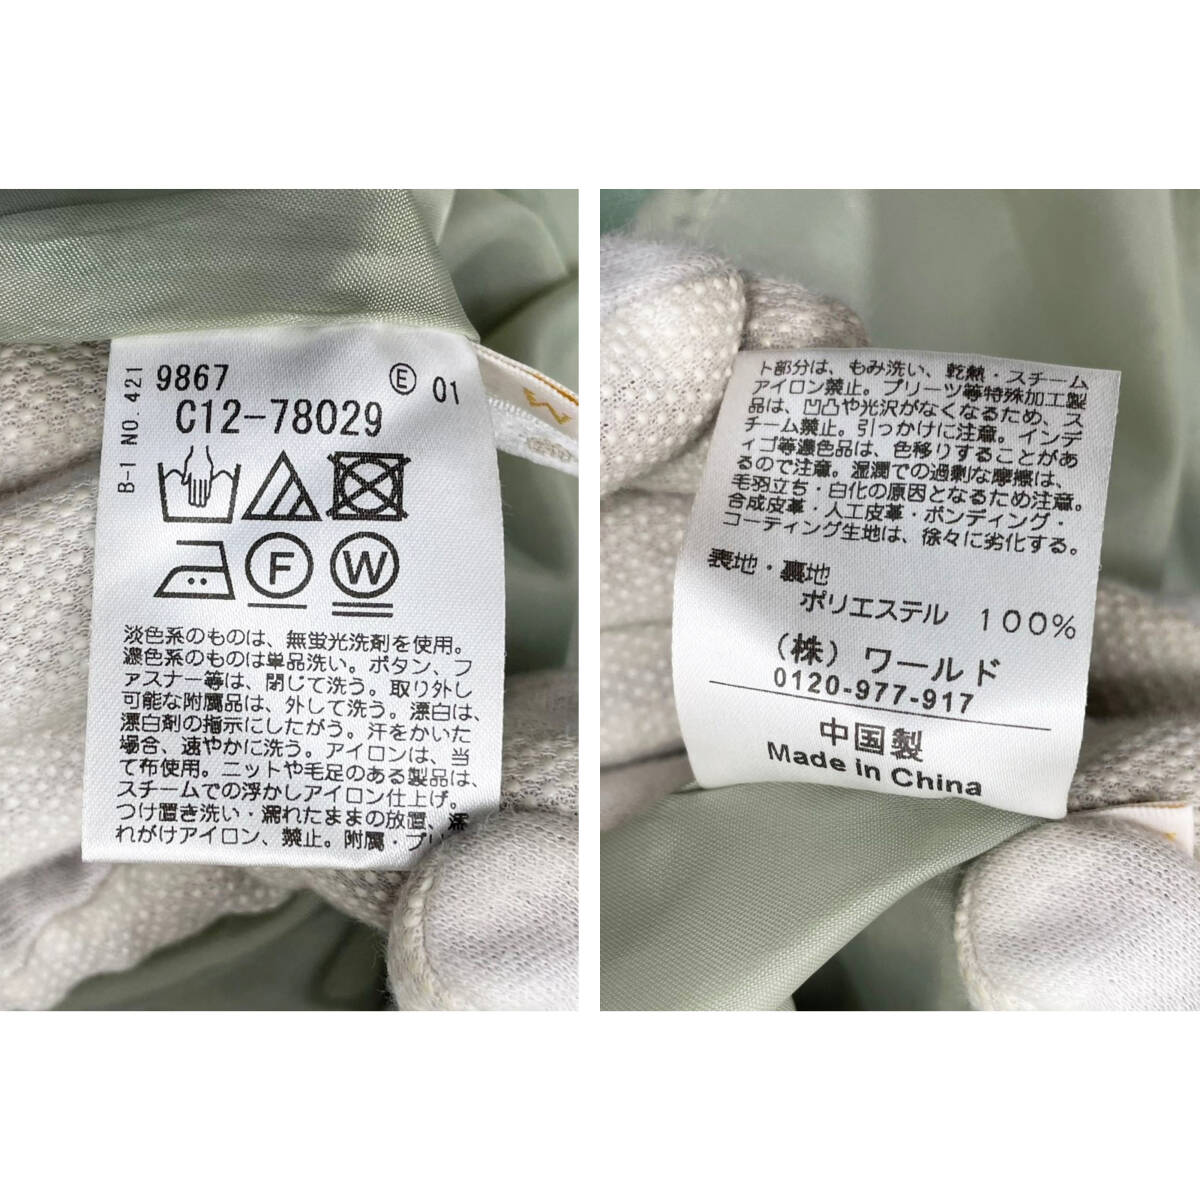 B-1 NO. 421
9867 Ⓔ 01
C12-78029
F W
淡色系のものは、無蛍光洗剤を使用。
濃色系のものは単品洗い。ボタン、フ
ァスナー等は、閉じて洗う。取り外し
可能な附属品は、外して洗う。漂白は、
漂白剤の指示にしたがう。汗をかいた
場合、速やかに洗う。アイロンは、当
て布使用。ニットや毛足のある製品は、
スチームでの浮かしアイロン仕上げ。
つけ置き洗い・濡れたままの放置、濡
れがけアイロン、禁止。附属・プリ
ト部分は、もみ洗い、乾熱・スチーム
アイロン禁止。プリーツ等特殊加工製
品は、凹凸や光沢がなくなるため、ス
チーム禁止。引っかけに注意。インデ
ィゴ等濃色品は、色移りすることがあ
るので注意。湿潤での過剰な摩擦は、
毛羽立ち・白化の原因となるため注意。
合成皮革・人工皮革・ボンディング・
コーティング生地は、徐々に劣化する。
表地・裏地
ポリエステル 100%
(株) ワールド
0120-977-917
中国製
Made in China